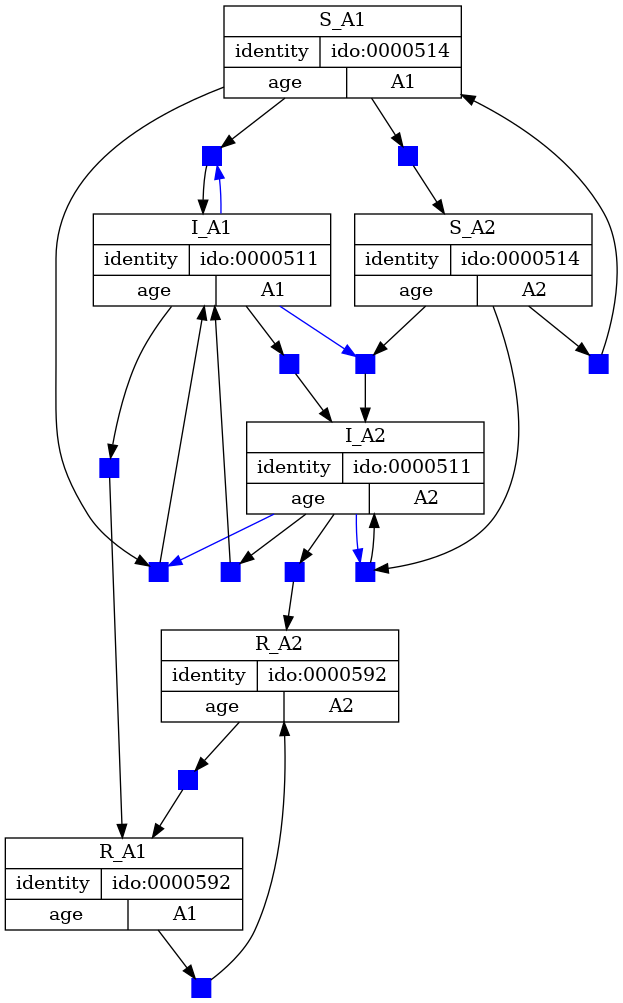 S_A1
identity ido:0000514
age A1
I_A1
identity ido:0000511
age A1
S_A2
identity ido:0000514
age A2
I_A2
identity ido:0000511
age A2
R_A2
identity ido:0000592
age A2
R_A1
identity ido:0000592
age A1